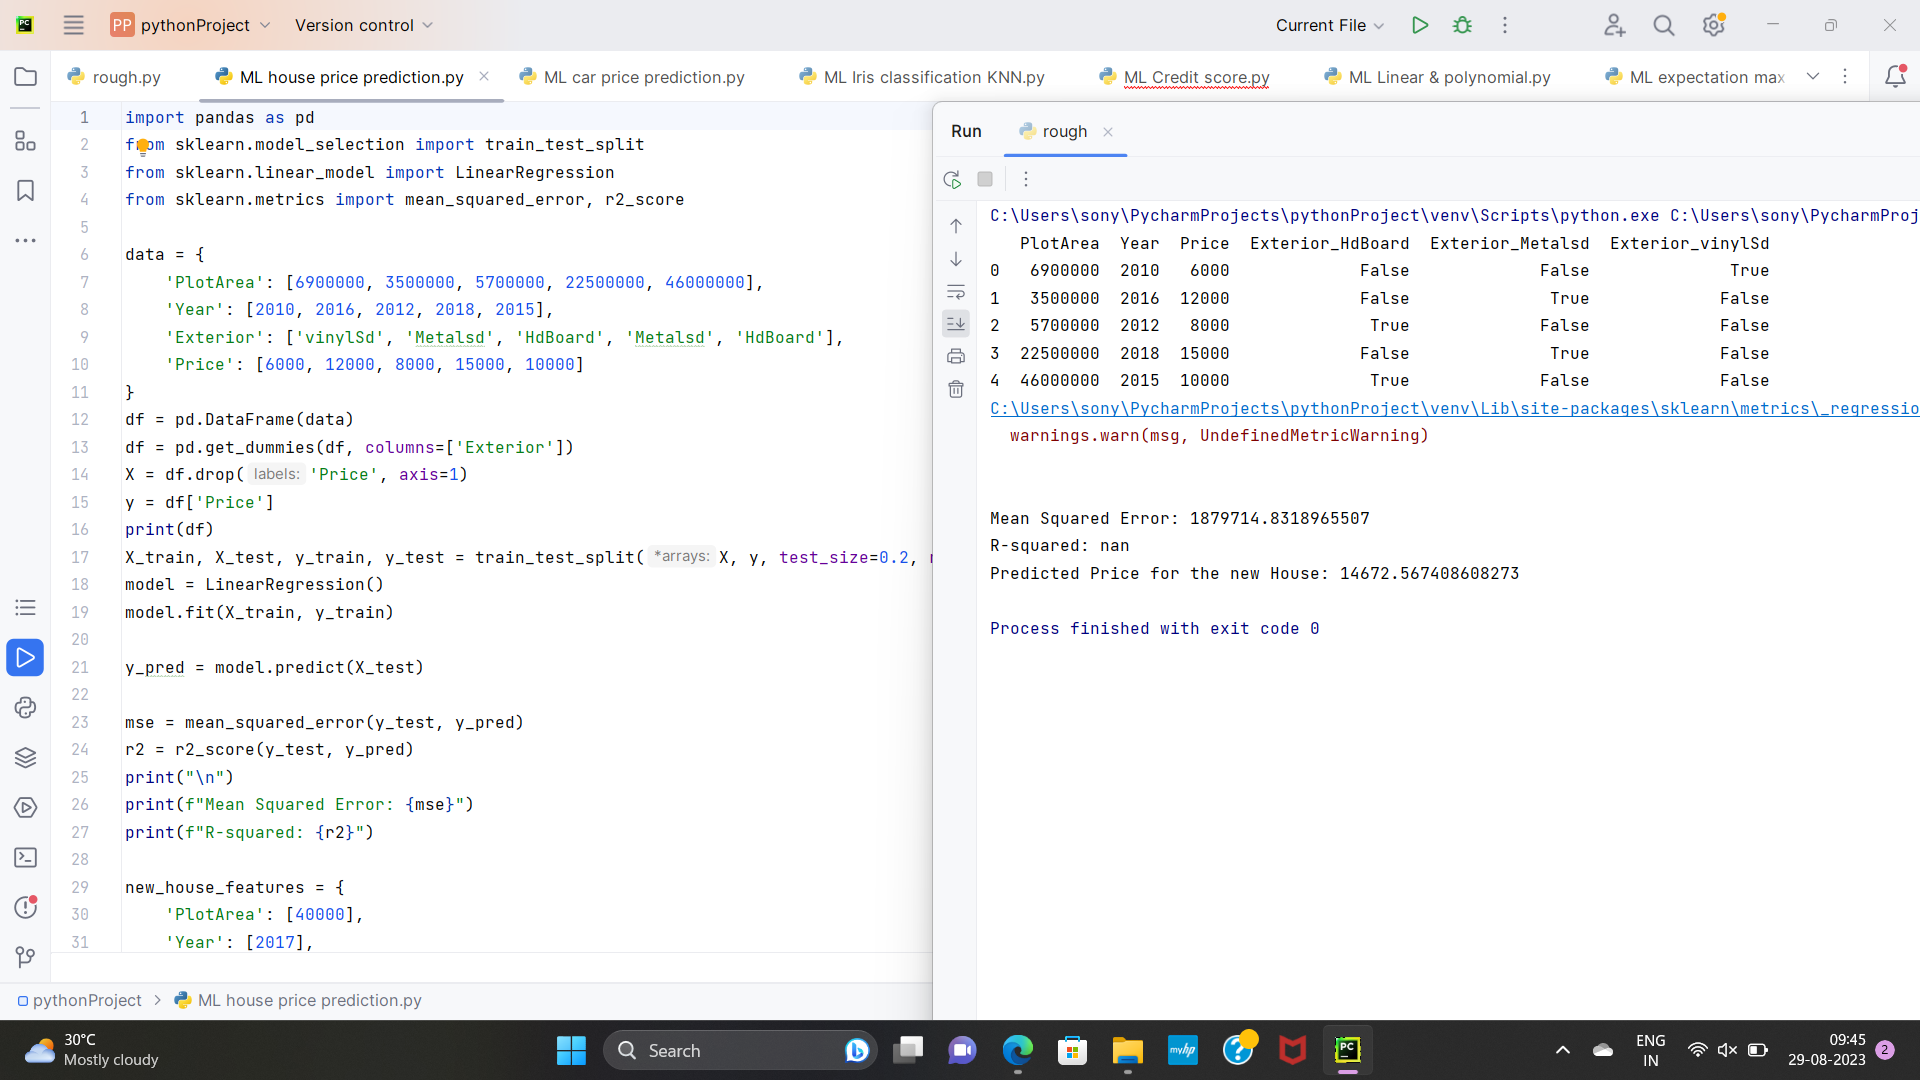 PP pythonProject Version control Current File
rough.py ML house price prediction.py ML car price prediction.py ML Iris classification KNN.py ML Credit score.py ML Linear & polynomial.py ML expectation max
1 import pandas as pd
2 from sklearn.model_selection import train_test_split
3 from sklearn.linear_model import LinearRegression
4 from sklearn.metrics import mean_squared_error, r2_score
5
6 data = {
7 'PlotArea': [6900000, 3500000, 5700000, 22500000, 46000000],
8 'Year': [2010, 2016, 2012, 2018, 2015],
9 'Exterior': ['vinylSd', 'Metalsd', 'HdBoard', 'Metalsd', 'HdBoard'],
10 'Price': [6000, 12000, 8000, 15000, 10000]
11 }
12 df = pd.DataFrame(data)
13 df = pd.get_dummies(df, columns=['Exterior'])
14 X = df.drop( labels: 'Price', axis=1)
15 y = df['Price']
16 print(df)
17 X_train, X_test, y_train, y_test = train_test_split( *arrays: X, y, test_size=0.2,
18 model = LinearRegression()
19 model.fit(X_train, y_train)
20
21 y_pred = model.predict(X_test)
22
23 mse = mean_squared_error(y_test, y_pred)
24 r2 = r2_score(y_test, y_pred)
25 print("\n")
26 print(f"Mean Squared Error: {mse}")
27 print(f"R-squared: {r2}")
28
29 new_house_features = {
30 'PlotArea': [40000],
31 'Year': [2017],
Run rough
C:\Users\sony\PycharmProjects\pythonProject\venv\Scripts\python.exe C:\Users\sony\PycharmProj
PlotArea Year Price Exterior_HdBoard Exterior_Metalsd Exterior_vinylSd
0 6900000 2010 6000 False False True
1 3500000 2016 12000 False True False
2 5700000 2012 8000 True False False
3 22500000 2018 15000 False True False
4 46000000 2015 10000 True False False
C:\Users\sony\PycharmProjects\pythonProject\venv\Lib\site-packages\sklearn\metrics\_regressio
warnings.warn(msg, UndefinedMetricWarning)
Mean Squared Error: 1879714.8318965507
R-squared: nan
Predicted Price for the new House: 14672.567408608273
Process finished with exit code 0
pythonProject > ML house price prediction.py
30°C
Mostly cloudy
Search
myhp
PC
ENG
IN
09:45
29-08-2023
2